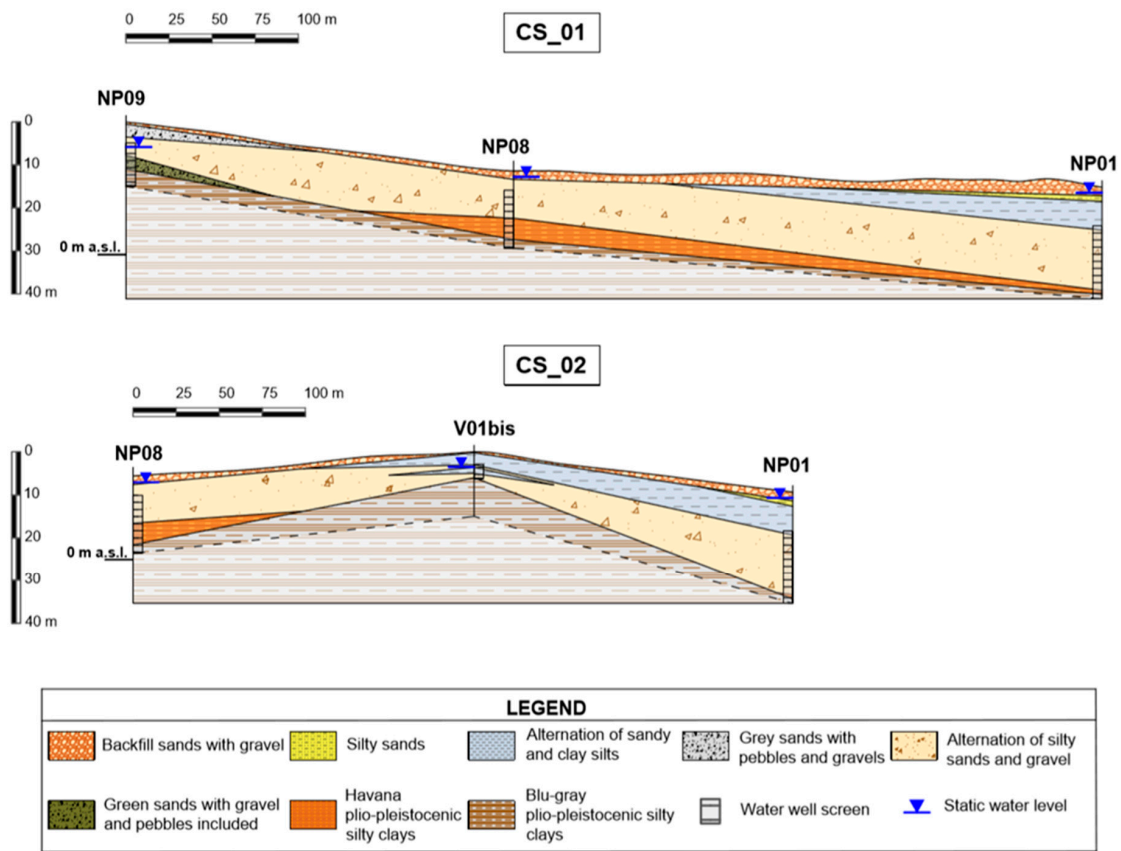 0 25 50 75 100 m
CS_01
NP09
NP08
NP01
0
10
20
30
40 m
0 m a.s.l.
CS_02
0 25 50 75 100 m
V01bis
NP08
NP01
0
10
20
30
40 m
0 m a.s.l.
LEGEND
Backfill sands with gravel
Silty sands
Alternation of sandy
and clay silts
Grey sands with
pebbles and gravels
Alternation of silty
sands and gravel
Green sands with gravel
and pebbles included
Havana
plio-pleistocenic
silty clays
Blu-gray
plio-pleistocenic silty
clays
Water well screen
Static water level